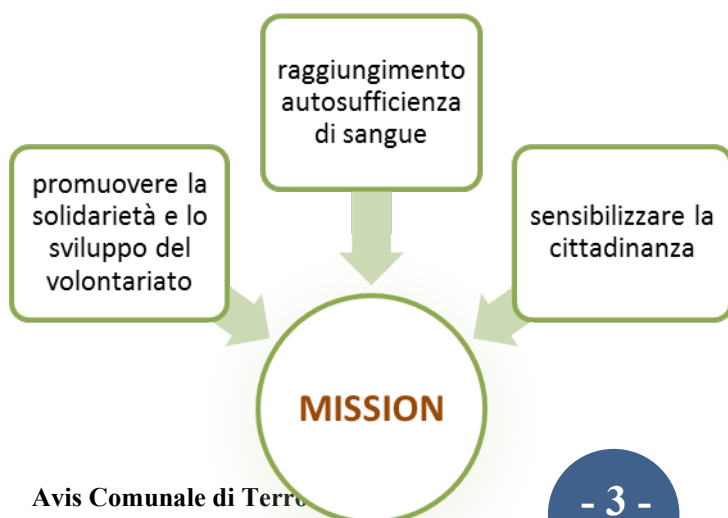 raggiungimento
autosufficienza
di sangue
promuovere la
solidarietà e lo
sviluppo del
volontariato
sensibilizzare la
cittadinanza
MISSION
Avis Comunale di
- 3 -